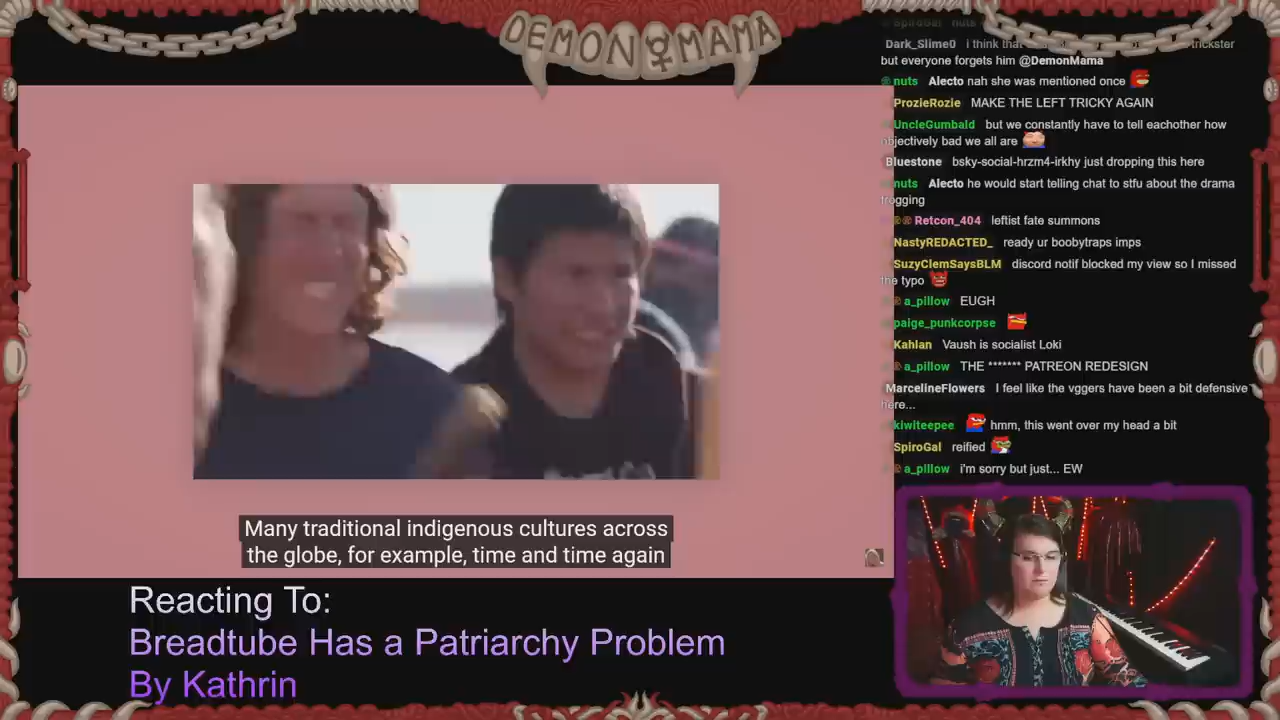 DEMON MAMA
SpiroGal nuts
Dark_Slime0 i think that trickster
but everyone forgets him @DemonMama
nuts Alecto nah she was mentioned once
ProzieRozie MAKE THE LEFT TRICKY AGAIN
UncleGumbald but we constantly have to tell eachother how
objectively bad we all are
Bluestone bsky-social-hrzm4-irkhy just dropping this here
nuts Alecto he would start telling chat to stfu about the drama
frogging
Retcon_404 leftist fate summons
NastyREDACTED_ ready ur boobytraps imps
SuzyClemSaysBLM discord notif blocked my view so I missed
the typo
a_pillow EUGH
paige_punkcorpse
Kahlan Vaush is socialist Loki
a_pillow THE ******* PATREON REDESIGN
MarcelineFlowers I feel like the vggers have been a bit defensive
here...
kiwiteepee hmm, this went over my head a bit
SpiroGal reified
a_pillow i'm sorry but just... EW
Many traditional indigenous cultures across
the globe, for example, time and time again
Reacting To:
Breadtube Has a Patriarchy Problem
By Kathrin